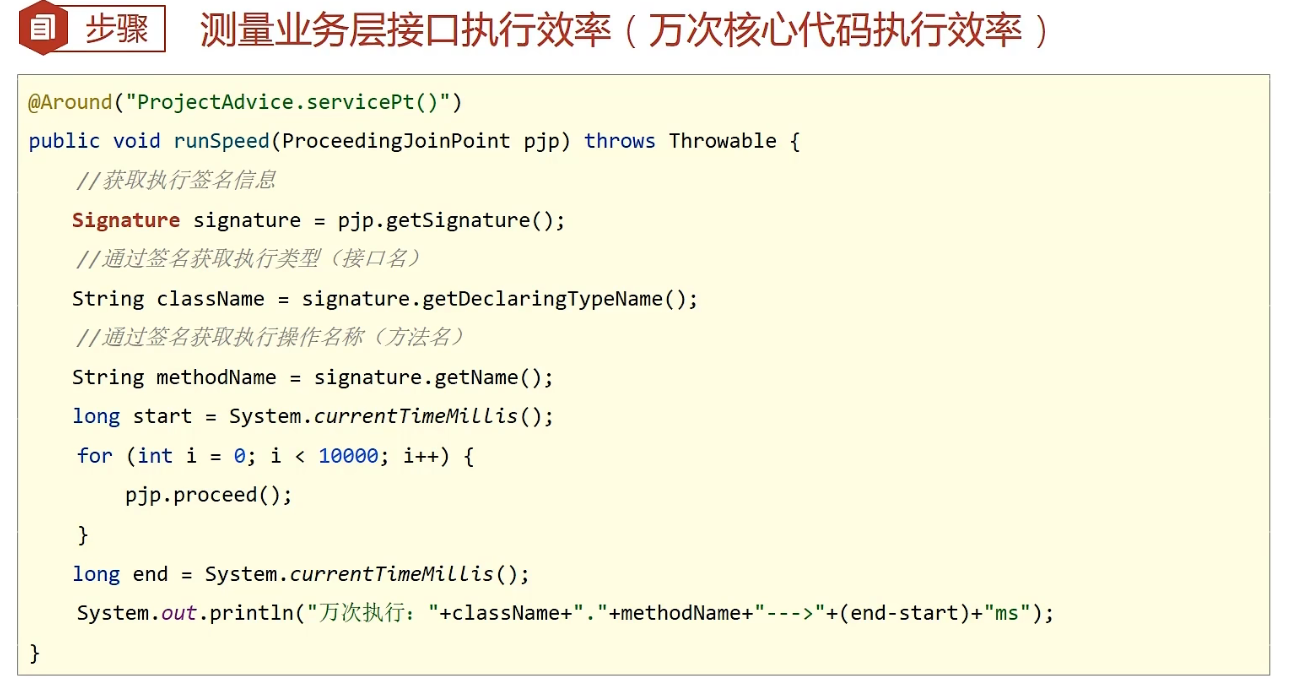 步骤 测量业务层接口执行效率（万次核心代码执行效率）
@Around("ProjectAdvice.servicePt()")
public void runSpeed(ProceedingJoinPoint pjp) throws Throwable {
//获取执行签名信息
Signature signature = pjp.getSignature();
//通过签名获取执行类型（接口名）
String className = signature.getDeclaringTypeName();
//通过签名获取执行操作名称（方法名）
String methodName = signature.getName();
long start = System.currentTimeMillis();
for (int i = 0; i < 10000; i++) {
pjp.proceed();
}
long end = System.currentTimeMillis();
System.out.println("万次执行："+className+"."+methodName+"--->"+(end-start)+"ms");
}